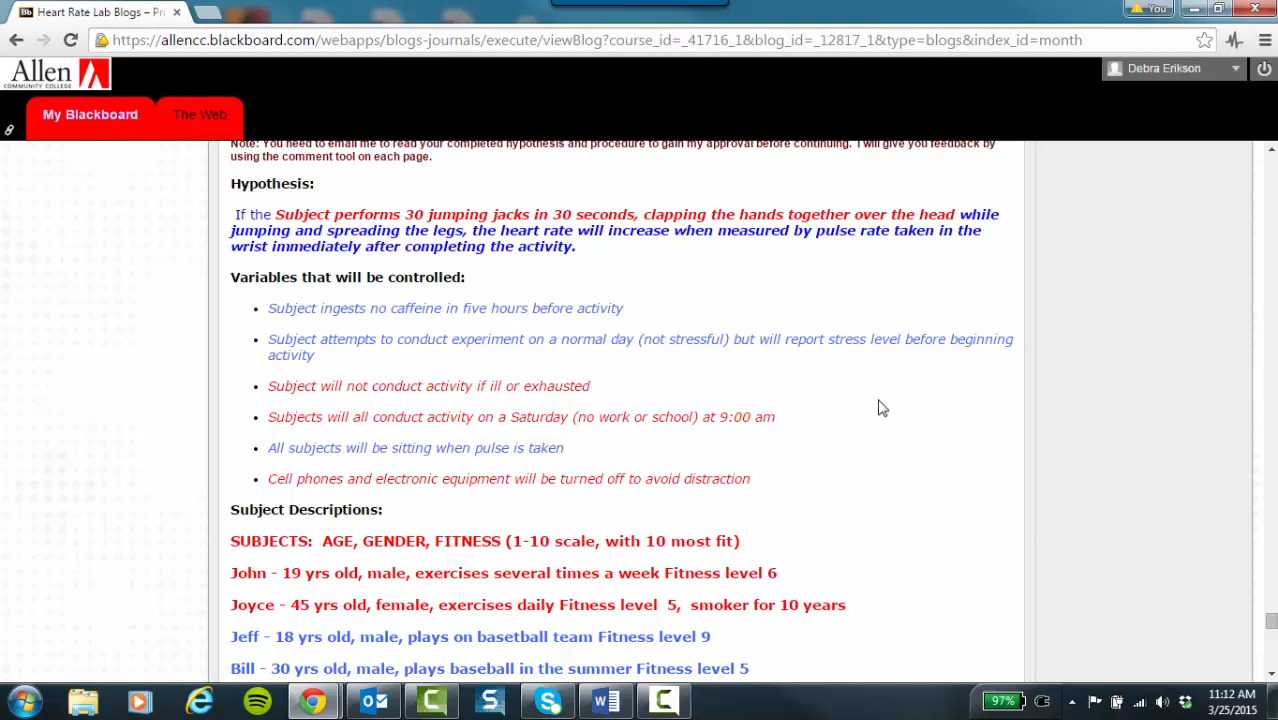 Heart Rate Lab Blogs – Pri
You
https://allencc.blackboard.com/webapps/blogs-journals/execute/viewBlog?course_id=_41716_1&blog_id=_12817_1&type=blogs&index_id=month
Allen
COMMUNITY COLLEGE
Debra Erikson
My Blackboard
The Web
Note: You need to email me to read your completed hypothesis and procedure to gain my approval before continuing. I will give you feedback by
using the comment tool on each page.
Hypothesis:
If the Subject performs 30 jumping jacks in 30 seconds, clapping the hands together over the head while
jumping and spreading the legs, the heart rate will increase when measured by pulse rate taken in the
wrist immediately after completing the activity.
Variables that will be controlled:
• Subject ingests no caffeine in five hours before activity
• Subject attempts to conduct experiment on a normal day (not stressful) but will report stress level before beginning
activity
• Subject will not conduct activity if ill or exhausted
• Subjects will all conduct activity on a Saturday (no work or school) at 9:00 am
• All subjects will be sitting when pulse is taken
• Cell phones and electronic equipment will be turned off to avoid distraction
Subject Descriptions:
SUBJECTS: AGE, GENDER, FITNESS (1-10 scale, with 10 most fit)
John - 19 yrs old, male, exercises several times a week Fitness level 6
Joyce - 45 yrs old, female, exercises daily Fitness level 5, smoker for 10 years
Jeff - 18 yrs old, male, plays on basetball team Fitness level 9
Bill - 30 yrs old, male, plays baseball in the summer Fitness level 5
97%
11:12 AM
3/25/2015